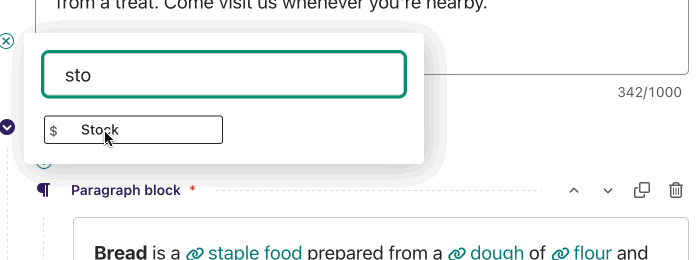 from a treat. Come visit us whenever you're nearby.
sto
342/1000
$ Stock
Paragraph block *
Bread is a staple food prepared from a dough of flour and